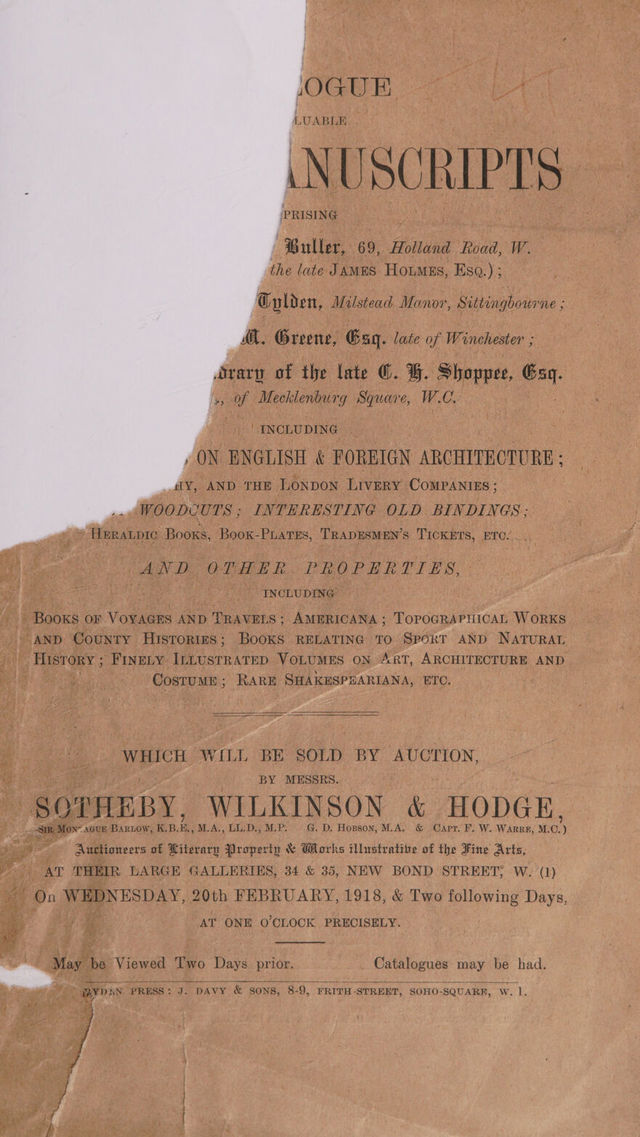 OGUE
LUABLE
NUSCRIPTS
PRISING
Buller, 69, Holland Road, W.
the late JAMES HOLMES, ESQ.);
Tylden, Milstead Manor, Sittingbourne;
Greene, Esq. late of Winchester;
rary of the late C. H. Shoppee, Esq.
of Mecklenburg Square, W.C.
INCLUDING
ON ENGLISH & FOREIGN ARCHITECTURE;
HY, AND THE LONDON LIVERY COMPANIES;
WOODCUTS; INTERESTING OLD BINDINGS;
HERALDIC BOOKS, BOOK-PLATES, TRADESMEN'S TICKETS, ETC.
AND OTHER PROPERTIES,
INCLUDING
BOOKS OF VOYAGES AND TRAVELS; AMERICANA; TOPOGRAPHICAL WORKS
AND COUNTY HISTORIES; BOOKS RELATING TO SPORT AND NATURAL
HISTORY; FINELY ILLUSTRATED VOLUMES ON ART, ARCHITECTURE AND
COSTUME; RARE SHAKESPEARIANA, ETC.
WHICH WILL BE SOLD BY AUCTION,
BY MESSRS.
SOTHEBY, WILKINSON & HODGE,
SIR MONTAGUE BARLOW, K.B.E., M.A., LL.D., M.P. G. D. HOBSON, M.A. & CAPT. F. W. WARRE, M.C.)
Auctioneers of Literary Property & Works illustrative of the Fine Arts,
AT THEIR LARGE GALLERIES, 34 & 35, NEW BOND STREET, W. (1)
On WEDNESDAY, 20th FEBRUARY, 1918, & Two following Days,
AT ONE O'CLOCK PRECISELY.
May be Viewed Two Days prior. Catalogues may be had.
PRESS: J. DAVY & SONS, 8-9, FRITH-STREET, SOHO-SQUARE, W. 1.